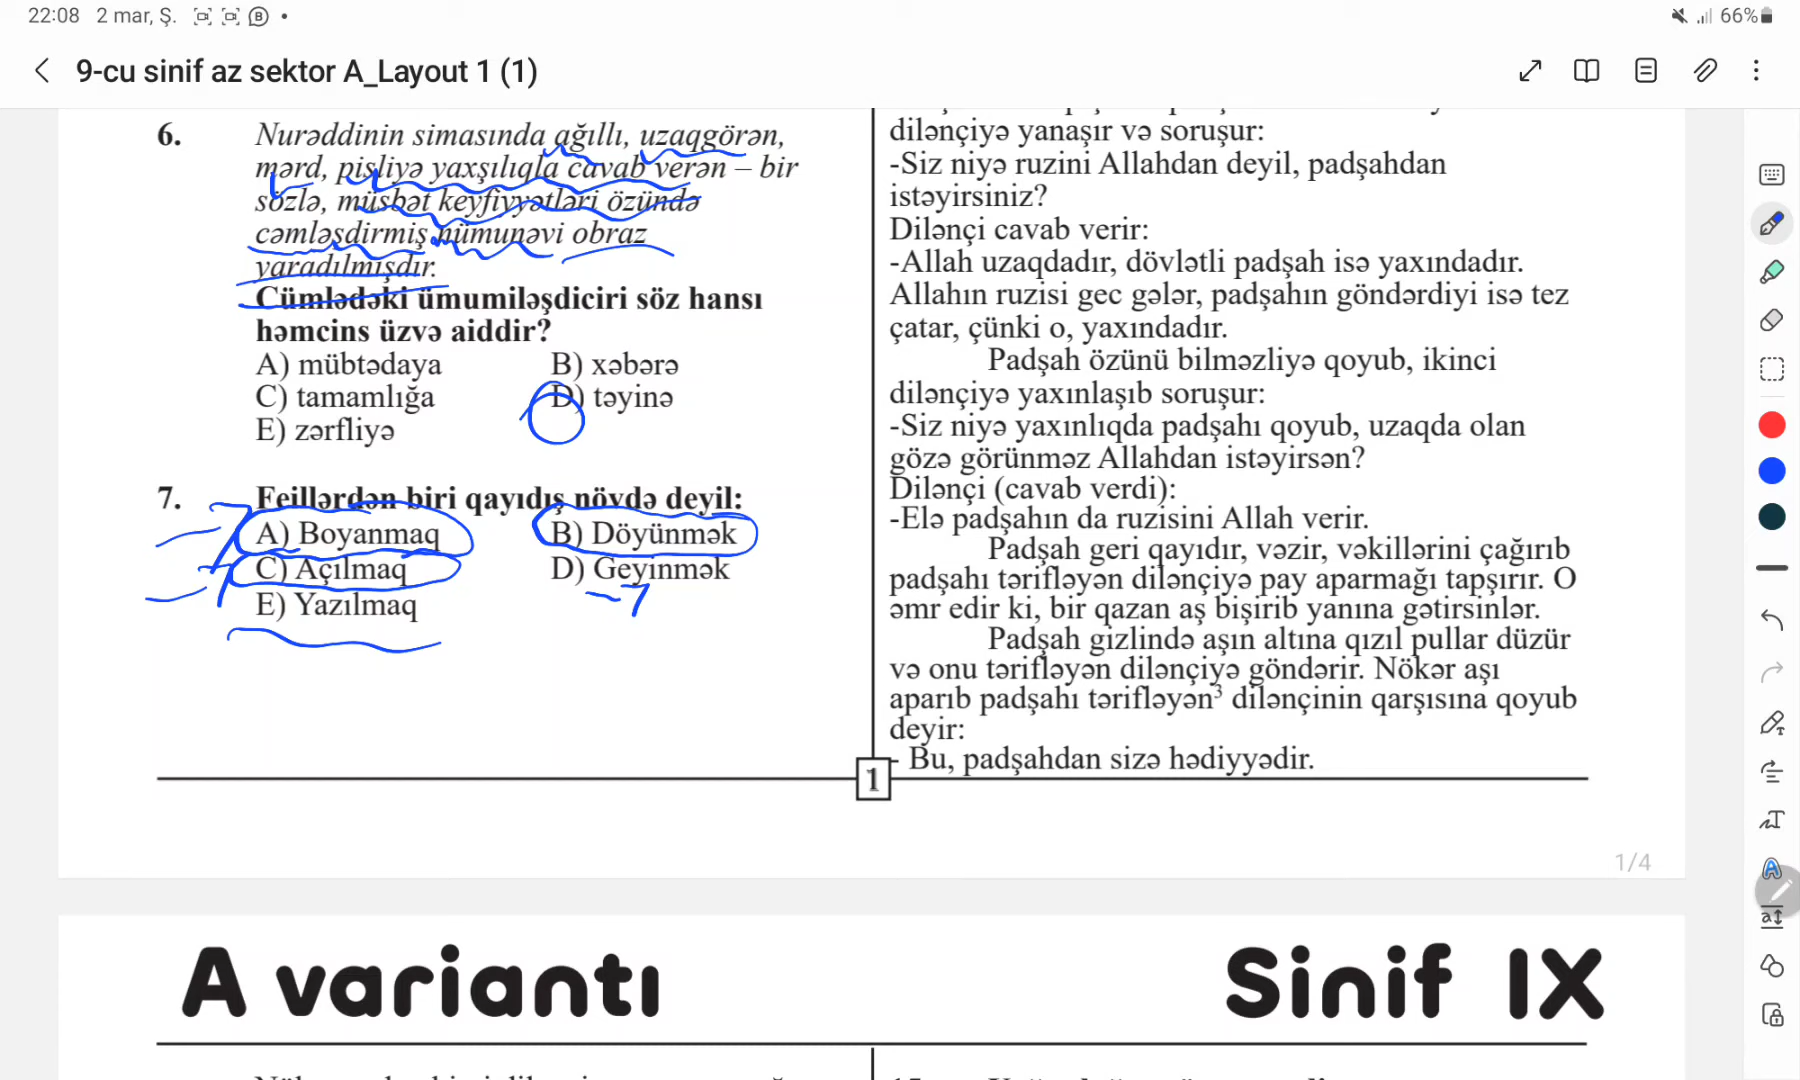 22:08 2 mar, Ş.
66%
9-cu sinif az sektor A_Layout 1 (1)
6. Nurəddinin simasında ağıllı, uzaqgörən,
mərd, pisliyə yaxşılıqla cavab verən – bir
sözlə, müsbət keyfiyyətləri özündə
cəmləşdirmiş nümunəvi obraz
yaradılmışdır.
Cümlədəki ümumiləşdiciri söz hansı
həmcins üzvə aiddir?
A) mübtədaya B) xəbərə
C) tamamlığa D) təyinə
E) zərfliyə
7. Feillərdən biri qayıdış növdə deyil:
A) Boyanmaq B) Döyünmək
C) Açılmaq D) Geyinmək
E) Yazılmaq
dilənçiyə yanaşır və soruşur:
-Siz niyə ruzini Allahdan deyil, padşahdan
istəyirsiniz?
Dilənçi cavab verir:
-Allah uzaqdadır, dövlətli padşah isə yaxındadır.
Allahın ruzisi gec gələr, padşahın göndərdiyi isə tez
çatar, çünki o, yaxındadır.
Padşah özünü bilməzliyə qoyub, ikinci
dilənçiyə yaxınlaşıb soruşur:
-Siz niyə yaxınlıqda padşahı qoyub, uzaqda olan
gözə görünməz Allahdan istəyirsən?
Dilənçi (cavab verdi):
-Elə padşahın da ruzisini Allah verir.
Padşah geri qayıdır, vəzir, vəkillərini çağırıb
padşahı tərifləyən dilənçiyə pay aparmağı tapşırır. O
əmr edir ki, bir qazan aş bişirib yanına gətirsinlər.
Padşah gizlində aşın altına qızıl pullar düzür
və onu tərifləyən dilənçiyə göndərir. Nökər aşı
aparıb padşahı tərifləyən³ dilənçinin qarşısına qoyub
deyir:
- Bu, padşahdan sizə hədiyyədir.
1
1/4
A variantı Sinif IX